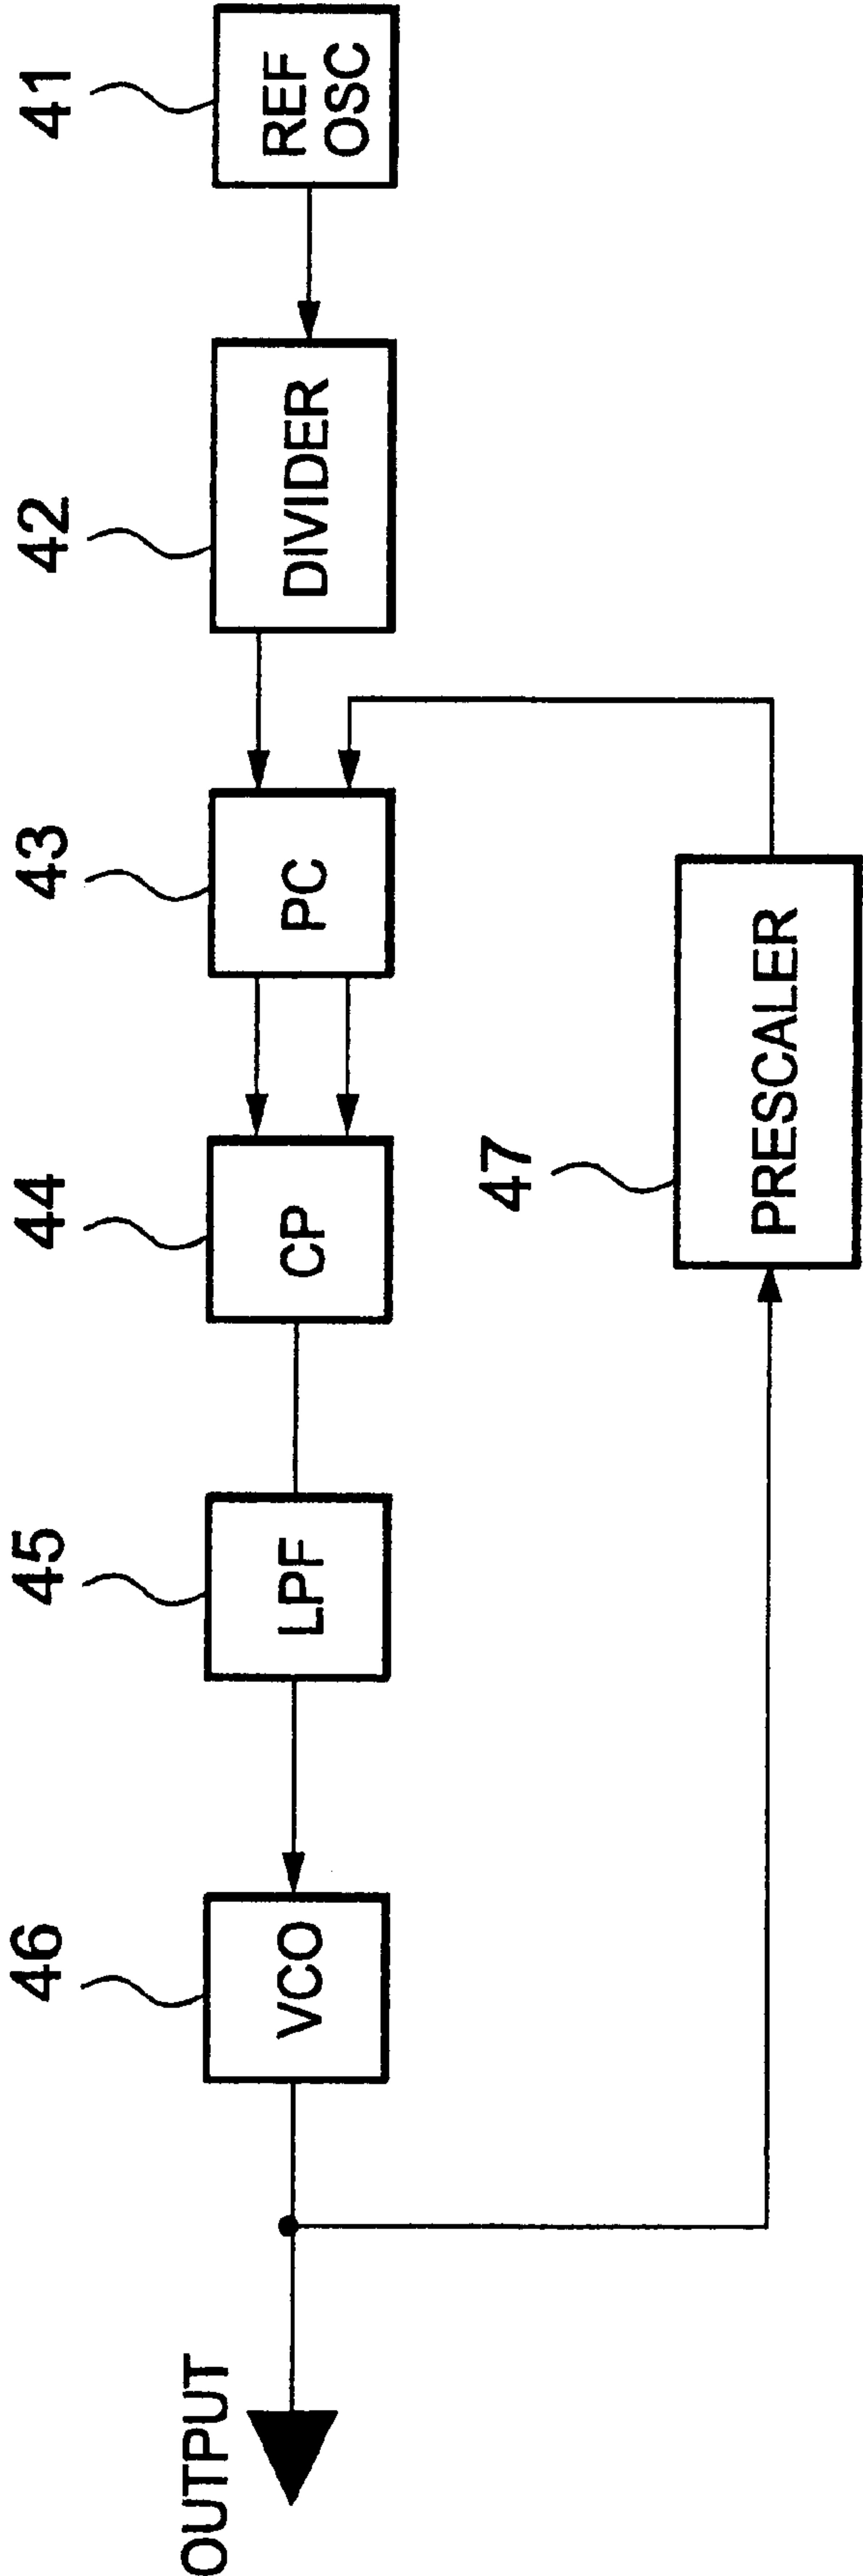 41
REF
OSC
42
DIVIDER
43
PC
44
CP
45
LPF
46
VCO
47
PRESCALER
OUTPUT